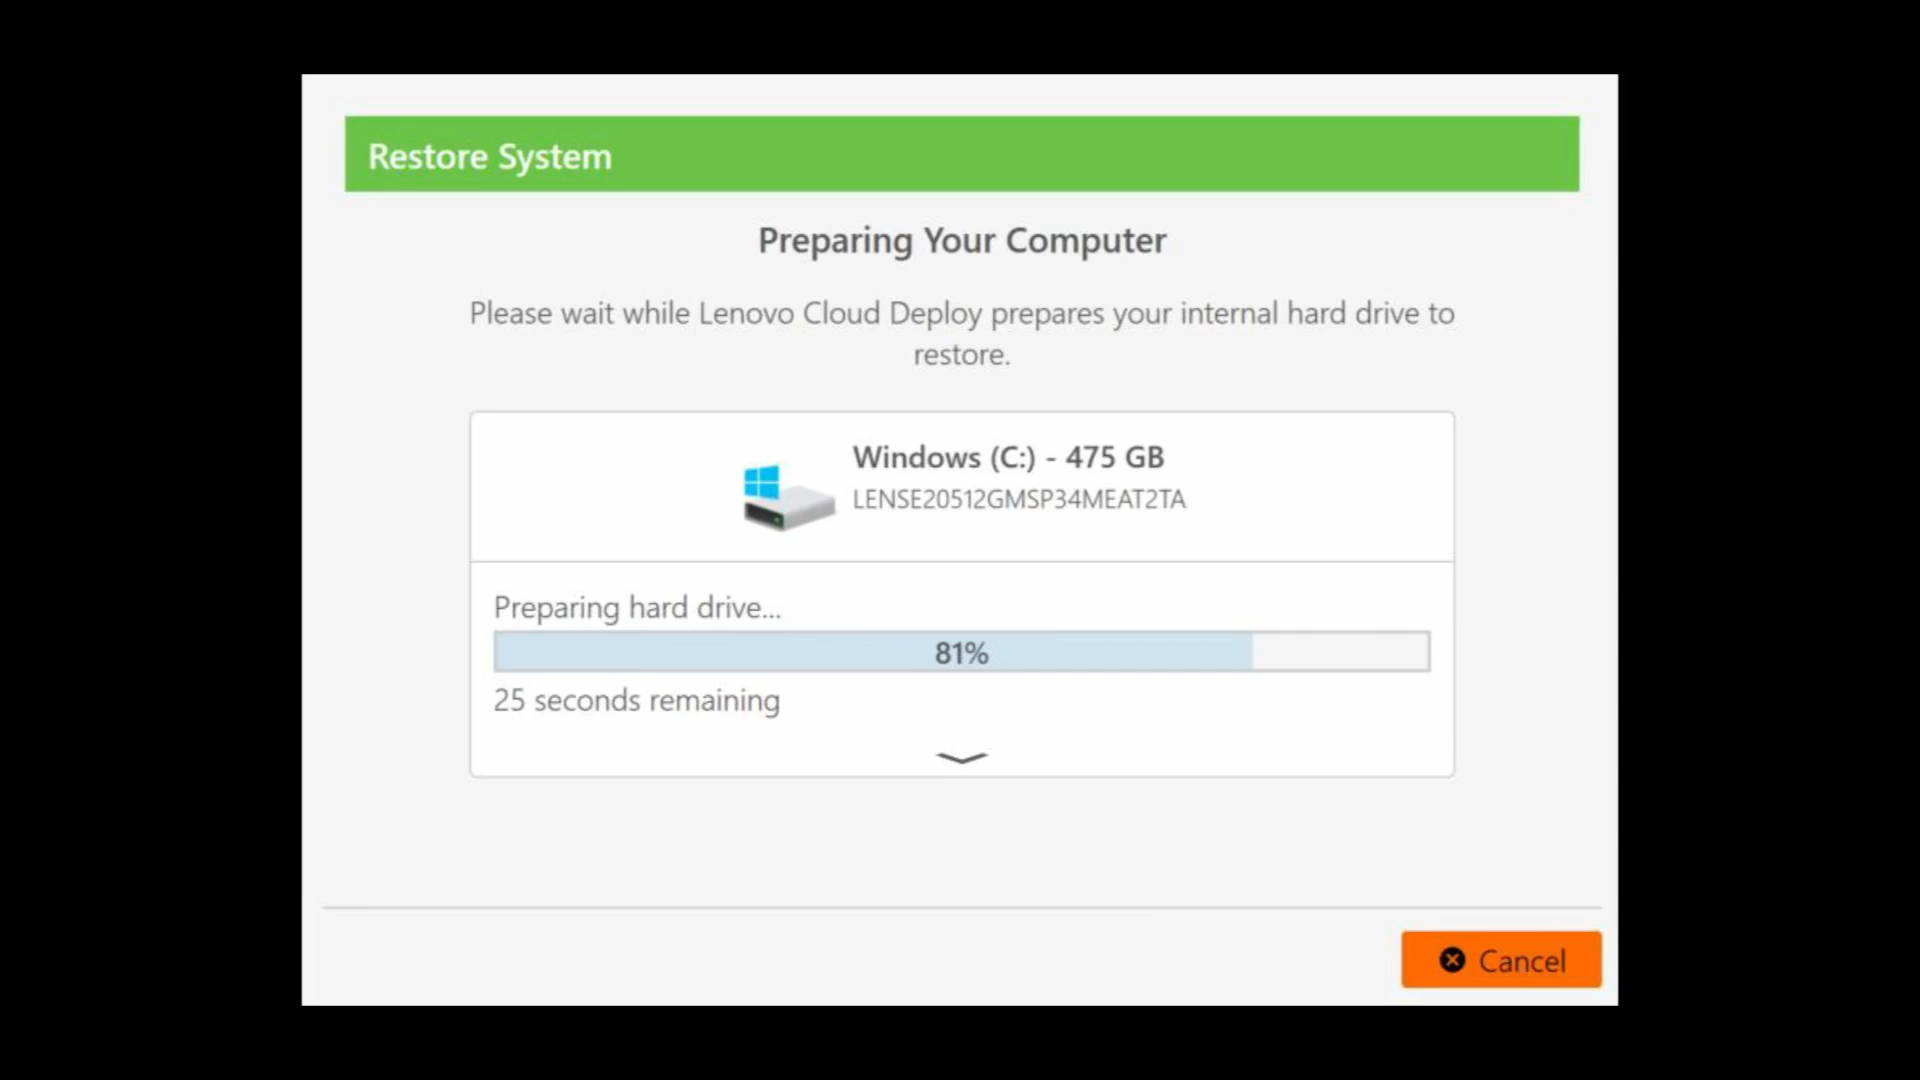 Restore System
Preparing Your Computer
Please wait while Lenovo Cloud Deploy prepares your internal hard drive to
restore.
Windows (C:) - 475 GB
LENSE20512GMSP34MEAT2TA
Preparing hard drive...
81%
25 seconds remaining
Cancel